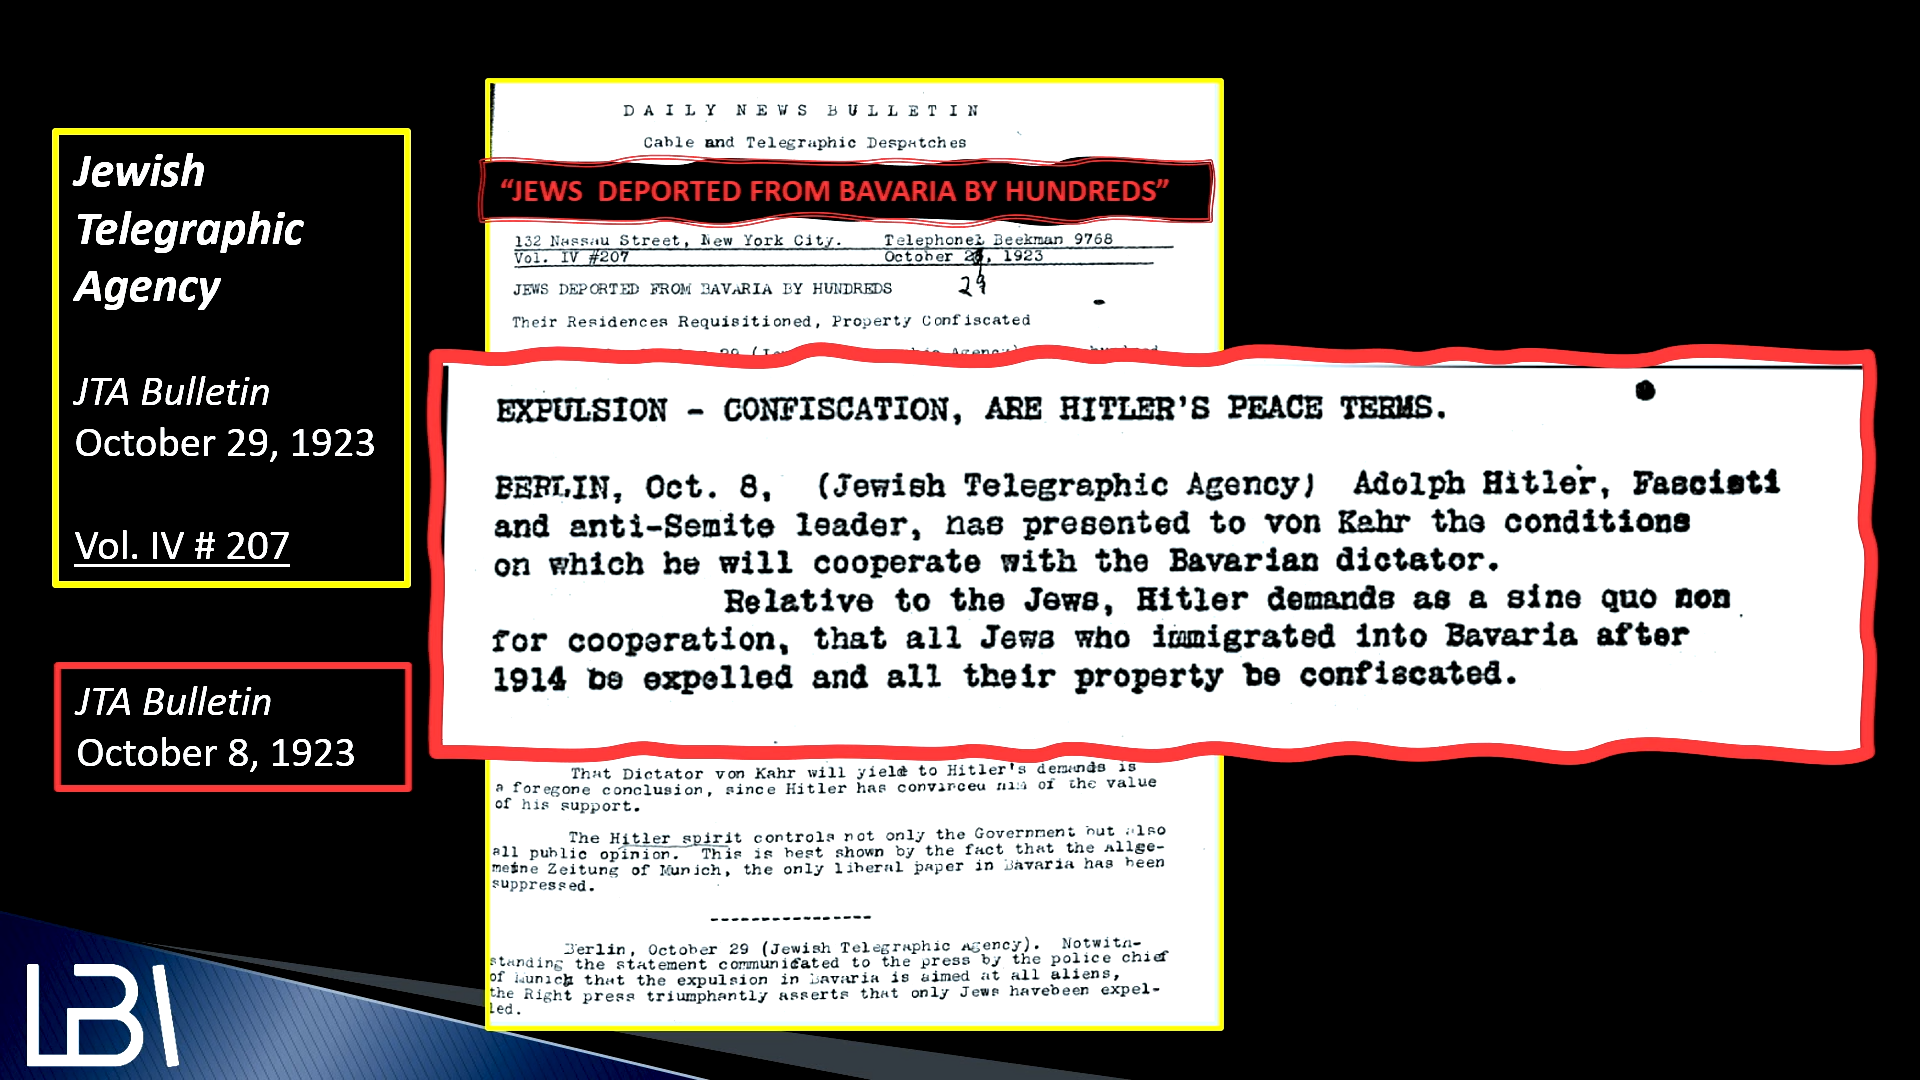 Jewish
Telegraphic
Agency
JTA Bulletin
October 29, 1923
Vol. IV # 207
JTA Bulletin
October 8, 1923
DAILY NEWS BULLETIN
Cable and Telegraphic Despatches
“JEWS DEPORTED FROM BAVARIA BY HUNDREDS”
132 Nassau Street, New York City. Telephone: Beekman 9768
Vol. IV #207 October 29, 1923
29
JEWS DEPORTED FROM BAVARIA BY HUNDREDS
Their Residences Requisitioned, Property Confiscated
EXPULSION - CONFISCATION, ARE HITLER'S PEACE TERMS.
BERLIN, Oct. 8, (Jewish Telegraphic Agency) Adolph Hitler, Fascisti
and anti-Semite leader, has presented to von Kahr the conditions
on which he will cooperate with the Bavarian dictator.
Relative to the Jews, Hitler demands as a sine quo non
for cooperation, that all Jews who immigrated into Bavaria after
1914 be expelled and all their property be confiscated.
That Dictator von Kahr will yield to Hitler's demands is
a foregone conclusion, since Hitler has convinced him of the value
of his support.
The Hitler spirit controls not only the Government but also
all public opinion. This is best shown by the fact that the Allge-
meine Zeitung of Munich, the only liberal paper in Bavaria has been
suppressed.
----------------
Berlin, October 29 (Jewish Telegraphic Agency). Notwith-
standing the statement communicated to the press by the police chief
of Munich that the expulsion in Bavaria is aimed at all aliens,
the Right press triumphantly asserts that only Jews havebeen expel-
led.
LBI